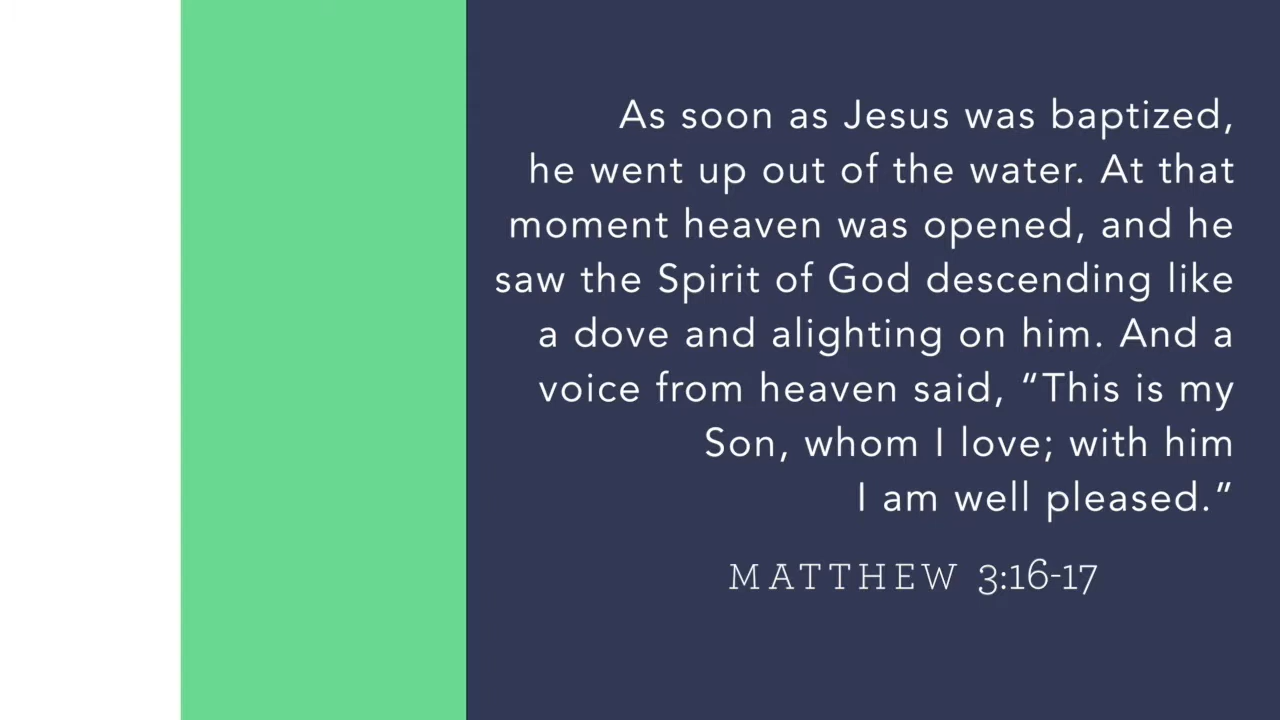 As soon as Jesus was baptized,
he went up out of the water. At that
moment heaven was opened, and he
saw the Spirit of God descending like
a dove and alighting on him. And a
voice from heaven said, “This is my
Son, whom I love; with him
I am well pleased.”
MATTHEW 3:16-17